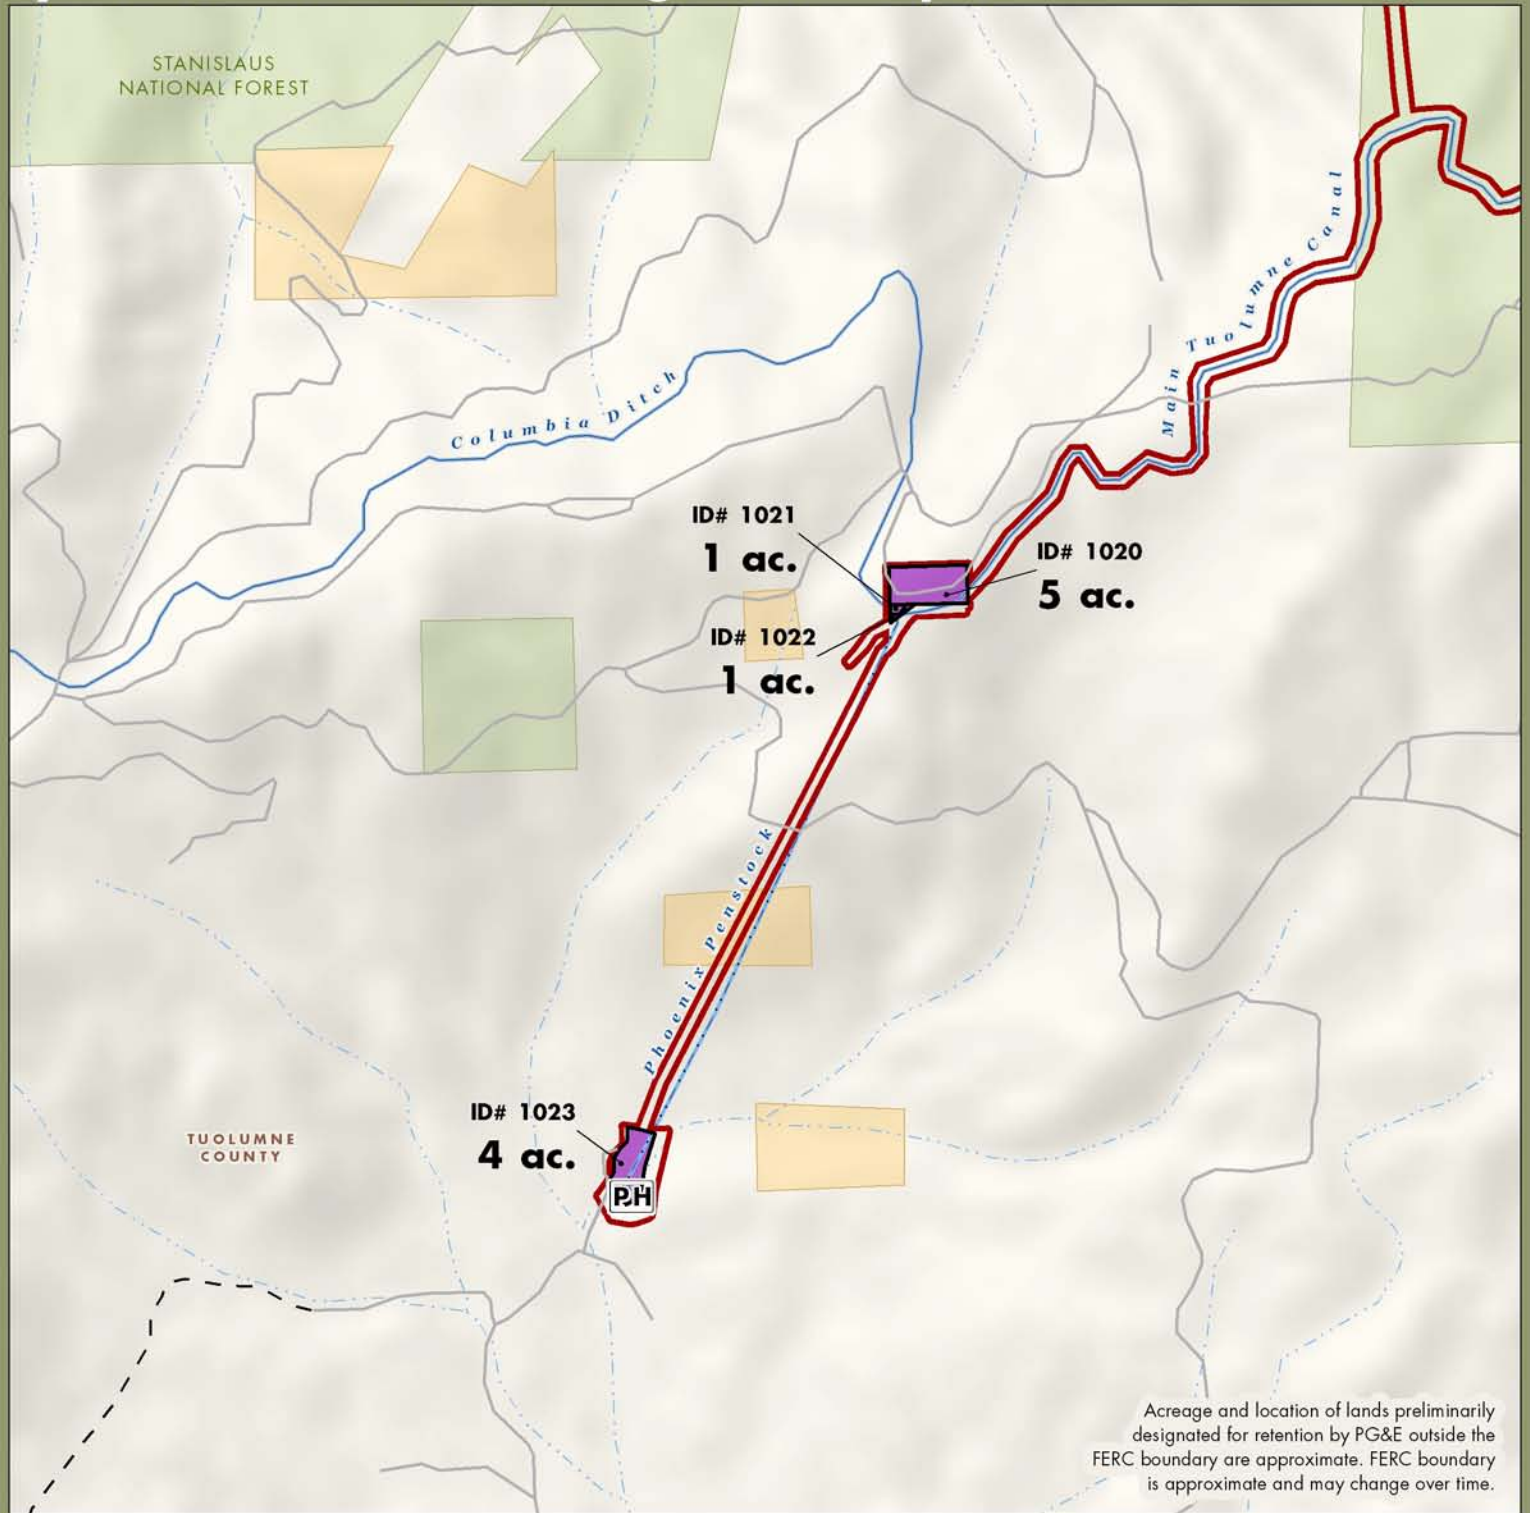 STANISLAUS
NATIONAL FOREST
Main Tuolumne Canal
Columbia Ditch
ID# 1021
1 ac.
ID# 1020
5 ac.
ID# 1022
1 ac.
Phoenix Penstock
ID# 1023
4 ac.
PH
TUOLUMNE
COUNTY
Acreage and location of lands preliminarily
designated for retention by PG&E outside the
FERC boundary are approximate. FERC boundary
is approximate and may change over time.